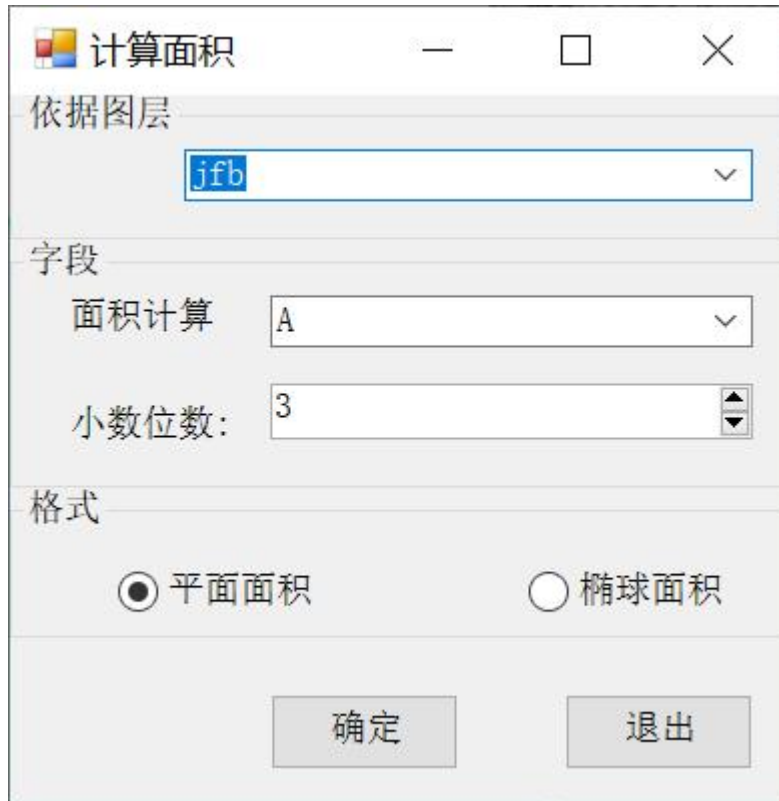 计算面积
依据图层
jfb
字段
面积计算 A
小数位数: 3
格式
平面面积 椭球面积
确定 退出